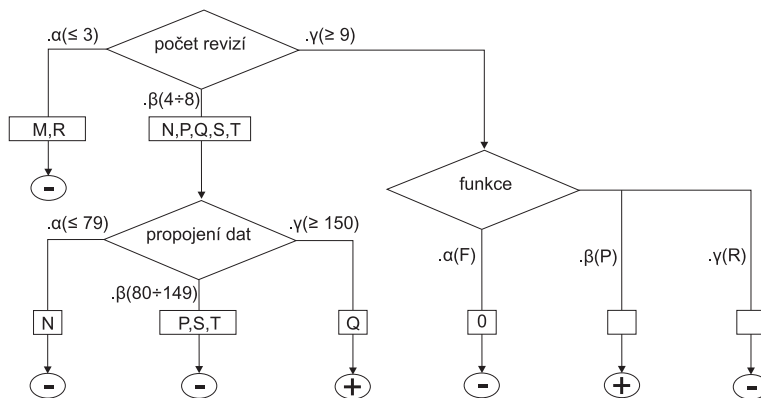 .α(≤ 3)
počet revizí
.γ(≥ 9)
.β(4÷8)
M,R
N,P,Q,S,T
-
funkce
.α(≤ 79)
propojení dat
.γ(≥ 150)
.α(F)
.β(P)
.γ(R)
.β(80÷149)
N
P,S,T
Q
0
-
-
+
-
+
-